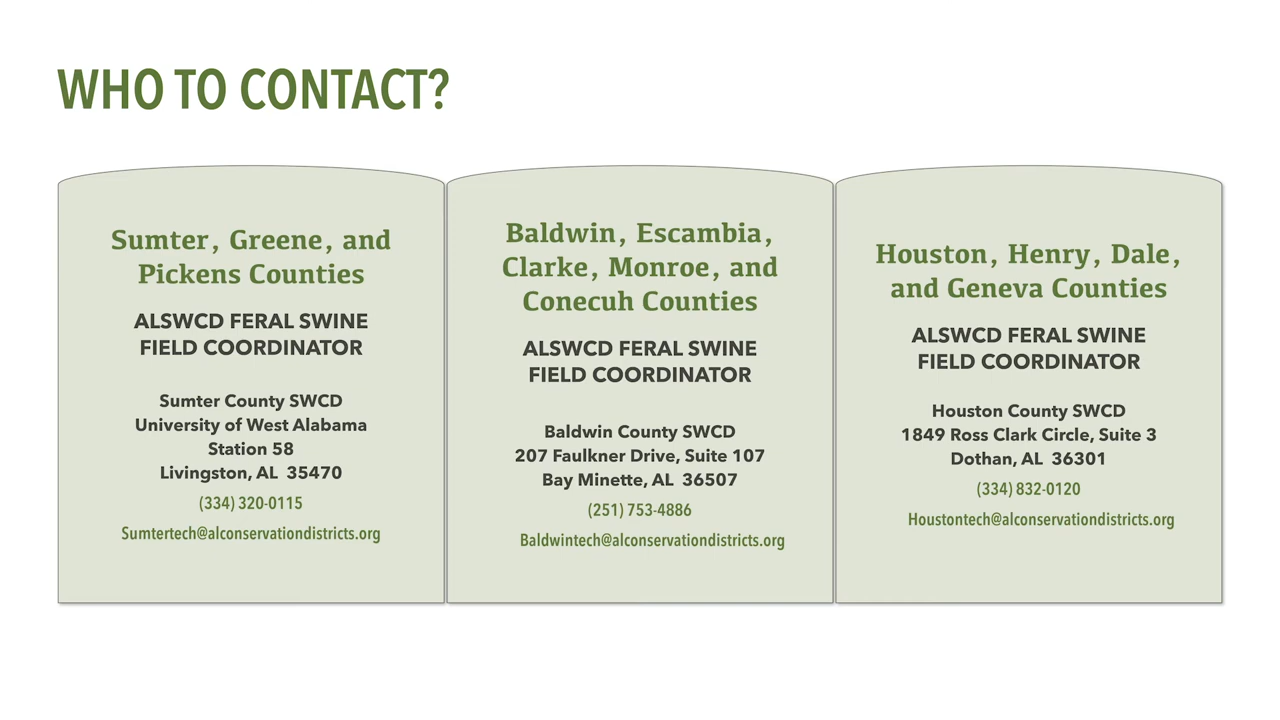 WHO TO CONTACT?
Sumter, Greene, and
Pickens Counties
ALSWCD FERAL SWINE
FIELD COORDINATOR
Sumter County SWCD
University of West Alabama
Station 58
Livingston, AL 35470
(334) 320-0115
Sumtertech@alconservationdistricts.org
Baldwin, Escambia,
Clarke, Monroe, and
Conecuh Counties
ALSWCD FERAL SWINE
FIELD COORDINATOR
Baldwin County SWCD
207 Faulkner Drive, Suite 107
Bay Minette, AL 36507
(251) 753-4886
Baldwintech@alconservationdistricts.org
Houston, Henry, Dale,
and Geneva Counties
ALSWCD FERAL SWINE
FIELD COORDINATOR
Houston County SWCD
1849 Ross Clark Circle, Suite 3
Dothan, AL 36301
(334) 832-0120
Houstontech@alconservationdistricts.org